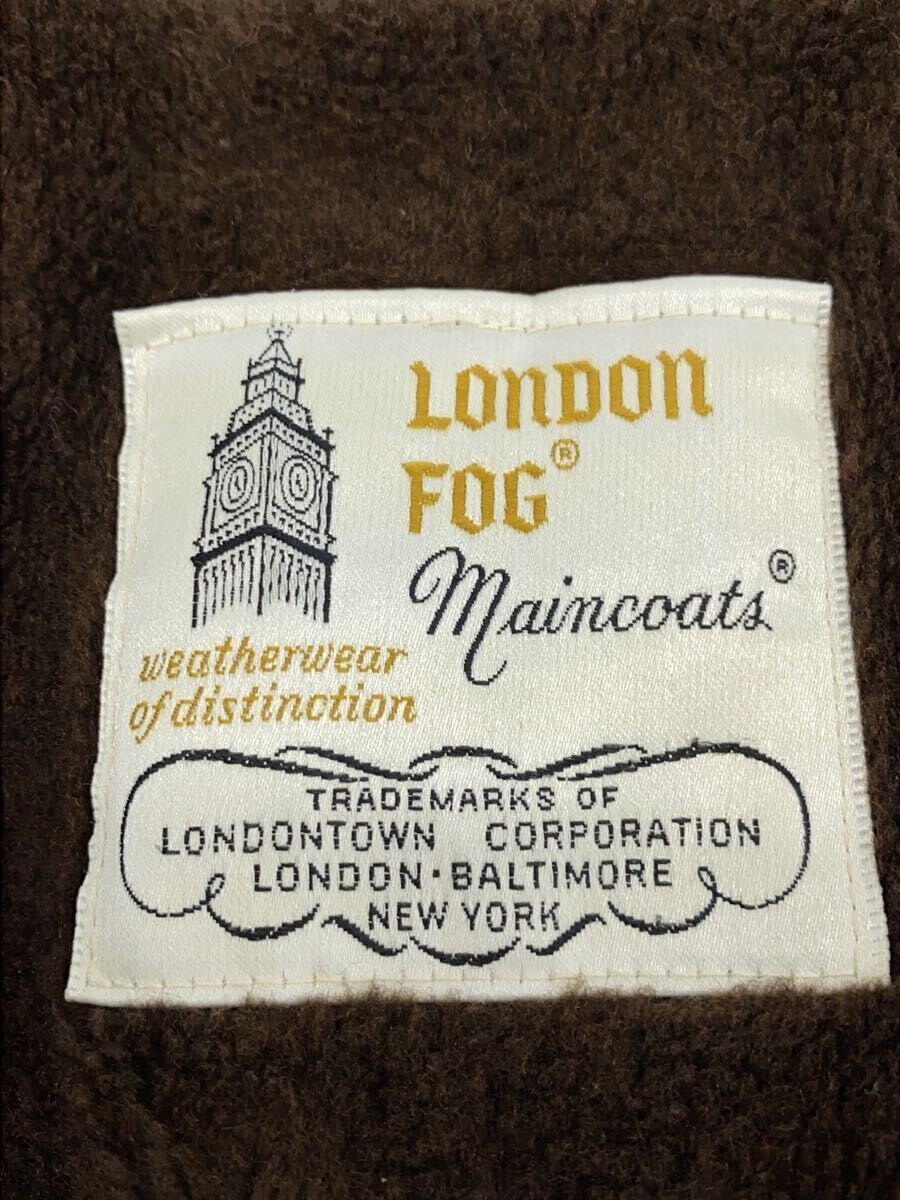 LONDON
FOG®
Maincoats®
weatherwear
of distinction
TRADEMARKS OF
LONDONTOWN CORPORATION
LONDON·BALTIMORE
NEW YORK